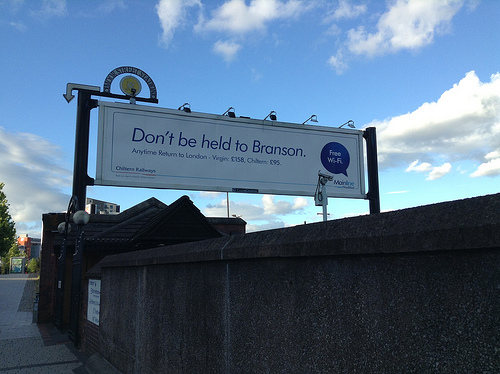 Don't be held to Branson.
Anytime Return to London - Virgin: £158, Chiltern: £95.
Free
Wi-Fi.
Chiltern Railways
Mainline